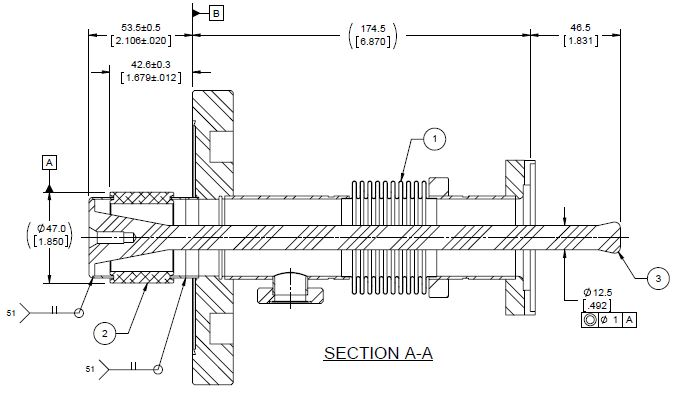 B
53.5±0.5
[2.106±.020]
174.5
(6.870)
46.5
[1.831]
42.6±0.3
[1.679±.012]
1
A
Ø47.0
[1.850]
3
Ø12.5
[.492]
◎ Ø 1 A
51
2
51
SECTION A-A